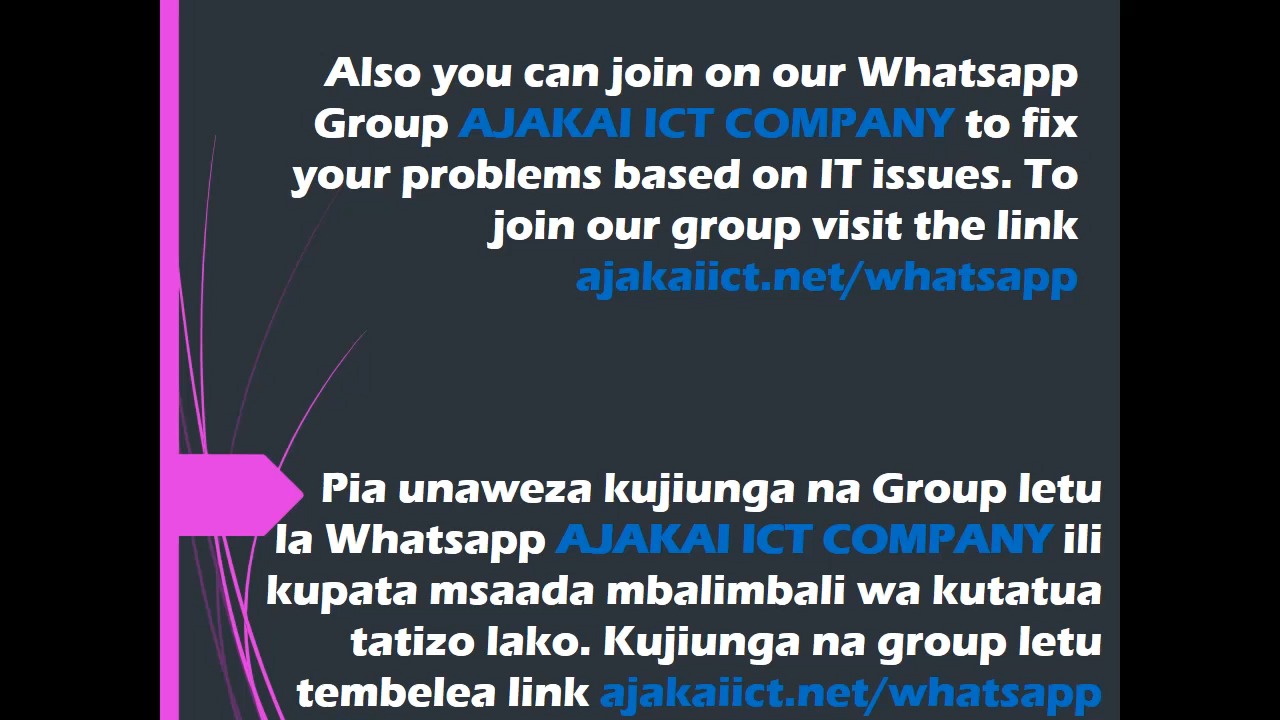 Also you can join on our Whatsapp
Group AJAKAI ICT COMPANY to fix
your problems based on IT issues. To
join our group visit the link
ajakaiict.net/whatsapp
Pia unaweza kujiunga na Group letu
la Whatsapp AJAKAI ICT COMPANY ili
kupata msaada mbalimbali wa kutatua
tatizo lako. Kujiunga na group letu
tembelea link ajakaiict.net/whatsapp